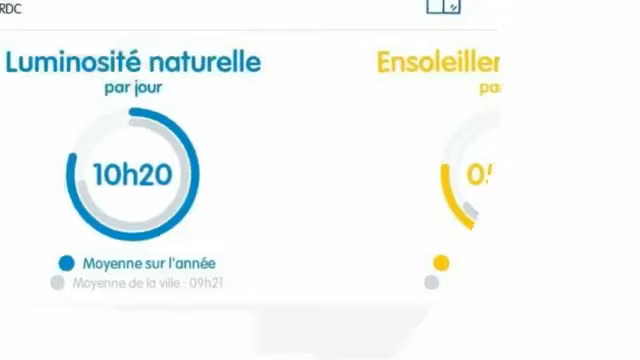 RDC
Luminosité naturelle
par jour
10h20
Moyenne sur l'année
Moyenne de la ville : 09h21